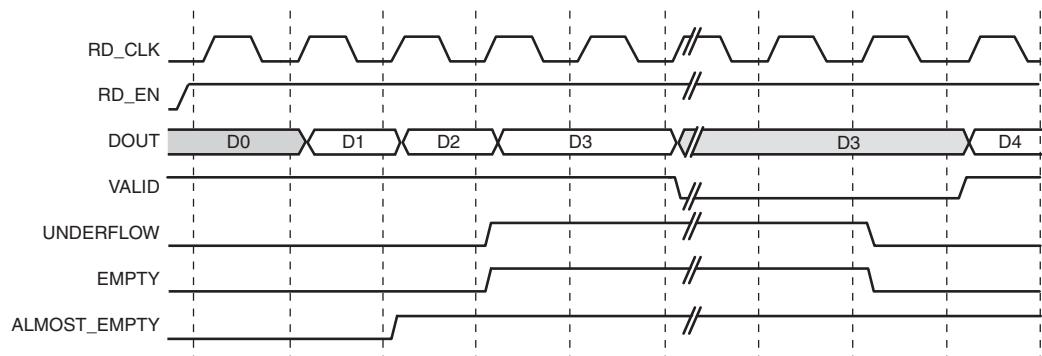 RD_CLK
RD_EN
DOUT D0 D1 D2 D3 D3 D4
VALID
UNDERFLOW
EMPTY
ALMOST_EMPTY